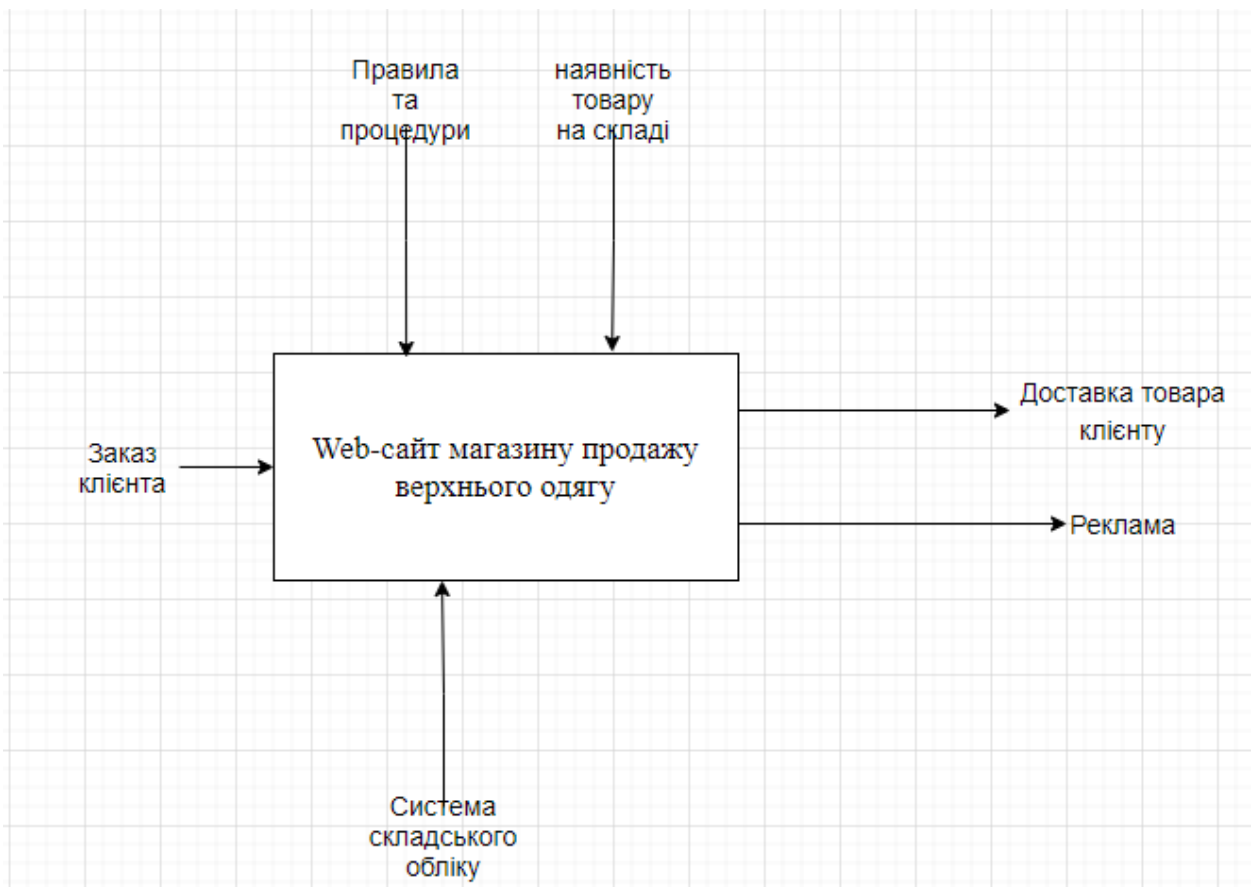 Правила
та
процедури
наявність
товару
на складі
Заказ
клієнта
Web-сайт магазину продажу
верхнього одягу
Доставка товара
клієнту
Реклама
Система
складського
обліку